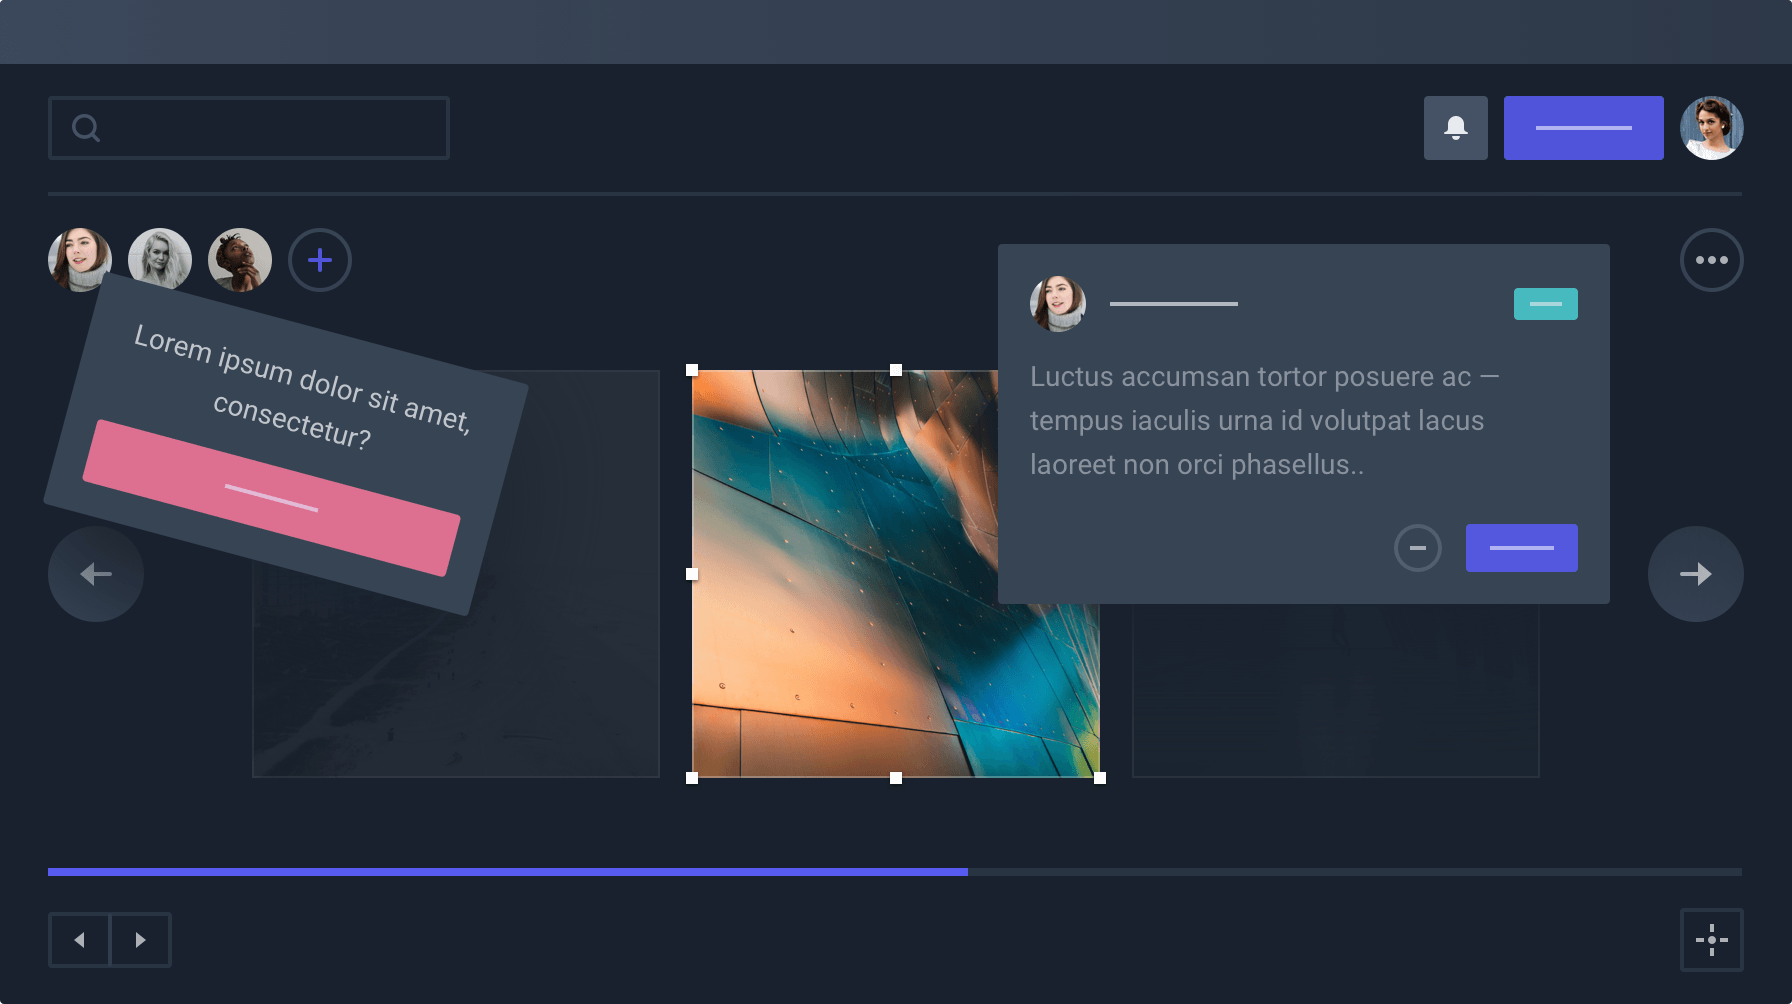 Lorem ipsum dolor sit amet,
consectetur?
Luctus accumsan tortor posuere ac —
tempus iaculis urna id volutpat lacus
laoreet non orci phasellus..